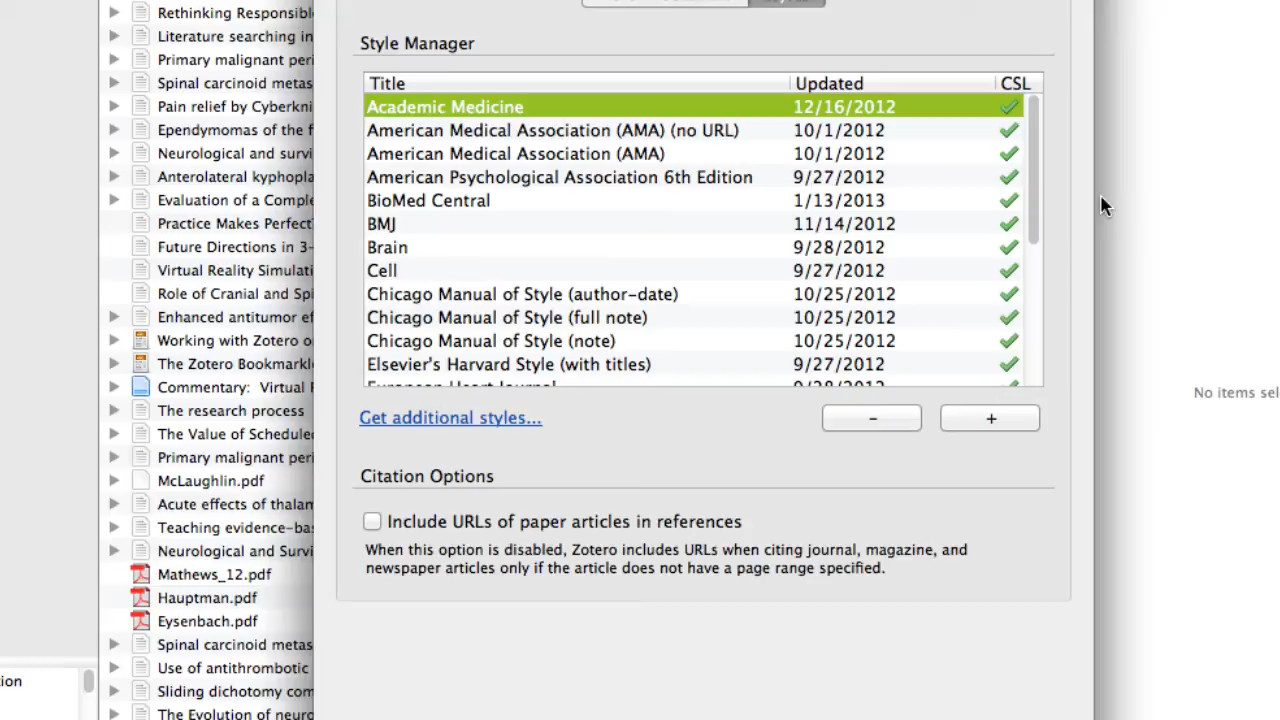 Rethinking Responsibl
Literature searching in
Primary malignant peri
Spinal carcinoid metas
Pain relief by Cyberkni
Ependymomas of the f
Neurological and survi
Anterolateral kyphopla
Evaluation of a Comple
Practice Makes Perfect
Future Directions in 3-
Virtual Reality Simulati
Role of Cranial and Spi
Enhanced antitumor ef
Working with Zotero o
The Zotero Bookmarkl
Commentary: Virtual R
The research process
The Value of Schedule
Primary malignant peri
McLaughlin.pdf
Acute effects of thalam
Teaching evidence-bas
Neurological and Survi
Mathews_12.pdf
Hauptman.pdf
Eysenbach.pdf
Spinal carcinoid metas
Use of antithrombotic
Sliding dichotomy com
The Evolution of neuro
tion
Style Manager
Title Updated CSL
Academic Medicine 12/16/2012
American Medical Association (AMA) (no URL) 10/1/2012
American Medical Association (AMA) 10/1/2012
American Psychological Association 6th Edition 9/27/2012
BioMed Central 1/13/2013
BMJ 11/14/2012
Brain 9/28/2012
Cell 9/27/2012
Chicago Manual of Style (author-date) 10/25/2012
Chicago Manual of Style (full note) 10/25/2012
Chicago Manual of Style (note) 10/25/2012
Elsevier's Harvard Style (with titles) 9/27/2012
European Heart Journal 9/28/2012
Get additional styles...
- +
Citation Options
Include URLs of paper articles in references
When this option is disabled, Zotero includes URLs when citing journal, magazine, and
newspaper articles only if the article does not have a page range specified.
No items sel